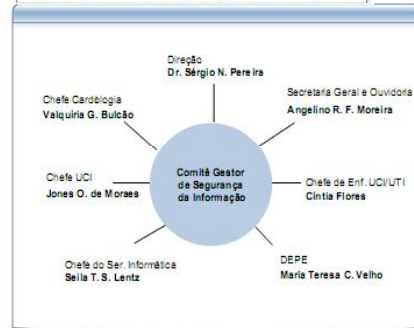 Direção
Dr. Sérgio N. Pereira
Secretaria Geral e Ouvidoria
Angelino R. F. Moreira
Chefe Cardiologia
Valquiria G. Bulcão
Comitê Gestor
de Segurança
da Informação
Chefe UCI
Jones O. de Moraes
Chefe de Enf. UCI/UTI
Cintia Flores
Chefe do Ser. Informática
Seila T. S. Lentz
DEPE
Maria Teresa C. Velho